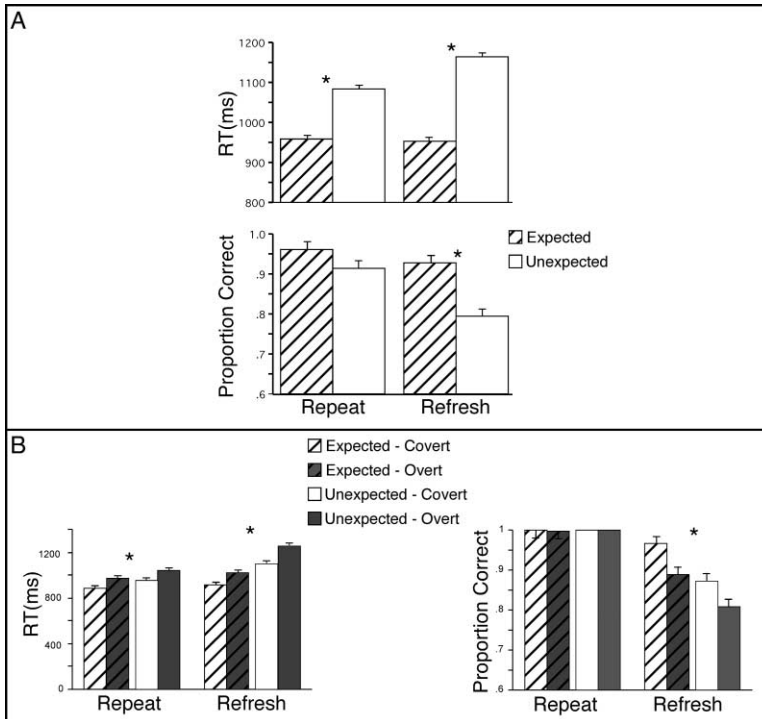 A
RT(ms)
1200
1100
1000
900
800
*
*
Proportion Correct
1.0
.9
.8
.7
.6
*
Expected
Unexpected
Repeat
Refresh
B
Expected - Covert
Expected - Overt
Unexpected - Covert
Unexpected - Overt
RT(ms)
1200
800
400
0
*
*
Repeat
Refresh
Proportion Correct
1
.9
.8
.7
.6
*
Repeat
Refresh